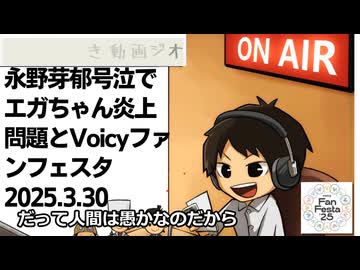 き動画ジオ
ON AIR
永野芽郁号泣で
エガちゃん炎上
問題とVoicyファ
ンフェスタ
2025.3.30
Fan
Festa
'25
だって人間は愚かなのだから